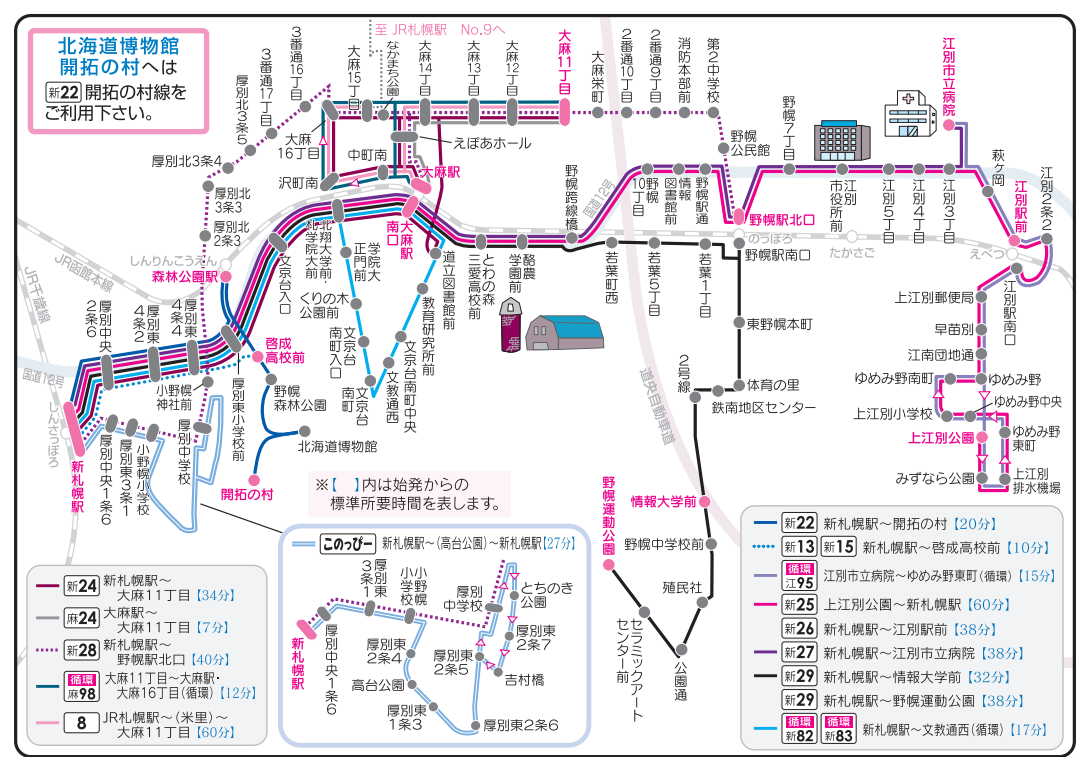 北海道博物館
開拓の村へは
新22 開拓の村線を
ご利用下さい。
至 JR札幌駅 No.9へ
3番通16丁目
3番通17丁目
厚別北3条5
厚別北3条4
厚別北3条3
厚別北2条3
大麻15丁目
なかまち公園
大麻14丁目
大麻13丁目
大麻12丁目
大麻11丁目
大麻栄町
2番通10丁目
2番通9丁目
消防本部前
第2中学校
野幌公民館
野幌7丁目
江別市役所前
江別5丁目
江別4丁目
江別3丁目
江別市立病院
萩ヶ岡
江別駅前
江別2条2
大麻16丁目
中町南
沢町南
えぽあホール
大麻駅
大麻駅南口
野幌跨線橋
国道12号
野幌10丁目
情報図書館前
野幌駅通
野幌駅北口
のっぽろ
野幌駅南口
たかさご
えべつ
江別駅南口
しんりんこうえん
森林公園駅
JR函館本線
JR千歳線
文京台入口
北翔大学・札学院大前
学院大正門前
くりの木公園前
文京台南町入口
文京台南町
文教通西
文京台南町中央
教育研究所前
道立図書館前
とわの森三愛高校前
酪農学園前
若葉町西
若葉5丁目
若葉1丁目
東野幌本町
体育の里
鉄南地区センター
2号線
道央自動車道
上江別郵便局
早苗別
江南団地通
ゆめみ野南町
ゆめみ野
上江別小学校
ゆめみ野中央
上江別公園
ゆめみ野東町
みずなら公園
上江別排水機場
厚別中央2条6
厚別東4条2
厚別東4条4
小野幌神社前
厚別東小学校前
啓成高校前
野幌森林公園
北海道博物館
開拓の村
国道12号
しんさっぽろ
新札幌駅
厚別中央1条6
厚別東3条1
小野幌小学校
厚別中学校
※【 】内は始発からの
標準所要時間を表します。
野幌運動公園
情報大学前
野幌中学校前
殖民社
公園通
セラミックアートセンター前
新24 新札幌駅〜
大麻11丁目【34分】
麻24 大麻駅〜
大麻11丁目【7分】
新28 新札幌駅〜
野幌駅北口【40分】
循環 麻98 大麻11丁目〜大麻駅・
大麻16丁目(循環)【12分】
8 JR札幌駅〜(米里)〜
大麻11丁目【60分】
このっぴー 新札幌駅〜(高台公園)〜新札幌駅【27分】
新札幌駅
厚別中央1条6
厚別東3条1
小野幌小学校
厚別中学校
とちのき公園
厚別東2条7
吉村橋
厚別東2条5
厚別東2条4
高台公園
厚別東1条3
厚別東2条6
新22 新札幌駅〜開拓の村【20分】
新13 新15 新札幌駅〜啓成高校前【10分】
循環 江95 江別市立病院〜ゆめみ野東町(循環)【15分】
新25 上江別公園〜新札幌駅【60分】
新26 新札幌駅〜江別駅前【38分】
新27 新札幌駅〜江別市立病院【38分】
新29 新札幌駅〜情報大学前【32分】
新29 新札幌駅〜野幌運動公園【38分】
循環 新82 循環 新83 新札幌駅〜文教通西(循環)【17分】